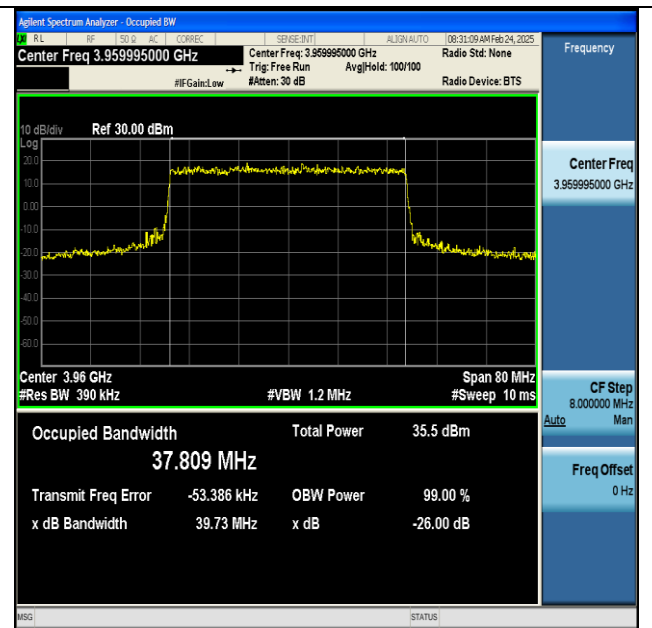 Agilent Spectrum Analyzer - Occupied BW
RL RF 50 Ω AC CORREC SENSE:INT ALIGN AUTO 08:31:09 AM Feb 24, 2025
Center Freq 3.959995000 GHz
Center Freq: 3.959995000 GHz
Radio Std: None
Trig: Free Run Avg|Hold: 100/100
#IFGain:Low
#Atten: 30 dB
Radio Device: BTS
10 dB/div Ref 30.00 dBm
Log
20.0
10.0
0.00
-10.0
-20.0
-30.0
-40.0
-50.0
-60.0
Center 3.96 GHz Span 80 MHz
#Res BW 390 kHz #VBW 1.2 MHz #Sweep 10 ms
Occupied Bandwidth Total Power 35.5 dBm
37.809 MHz
Transmit Freq Error -53.386 kHz OBW Power 99.00 %
x dB Bandwidth 39.73 MHz x dB -26.00 dB
Frequency
Center Freq
3.959995000 GHz
CF Step
8.000000 MHz
Auto Man
Freq Offset
0 Hz
MSG STATUS